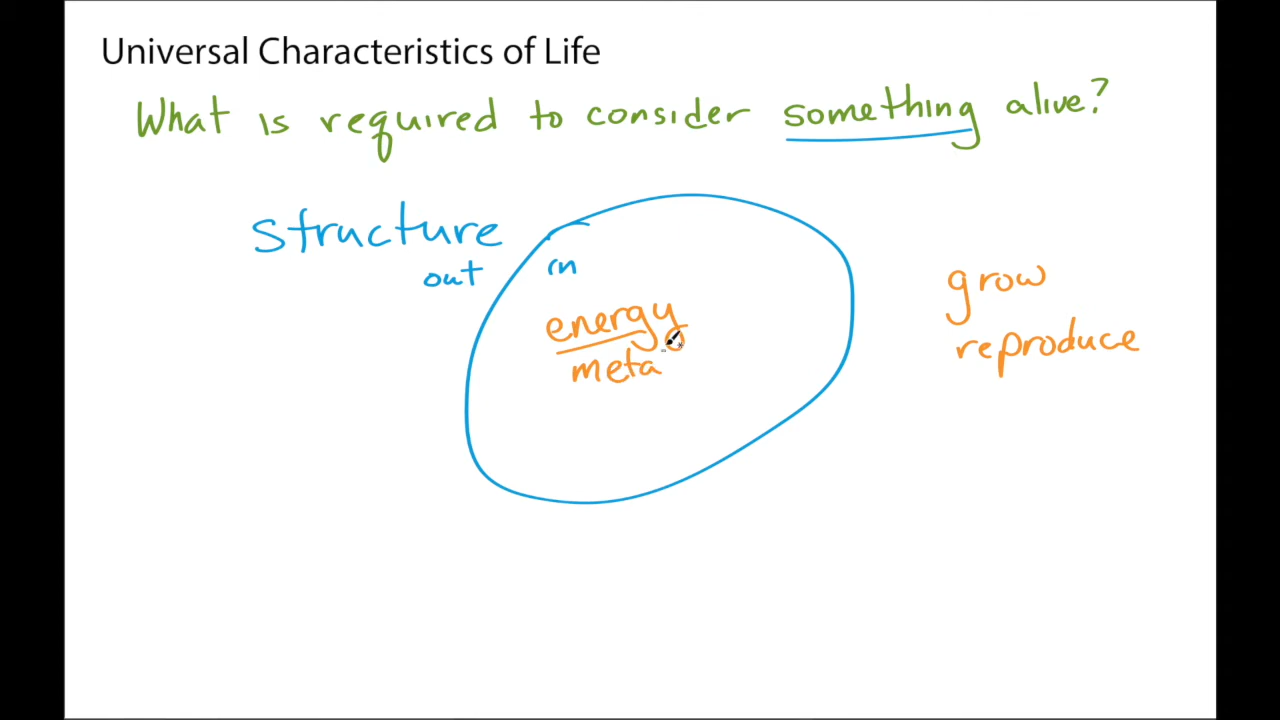 Universal Characteristics of Life
What is required to consider something alive?
structure
out in
energy
meta
grow
reproduce